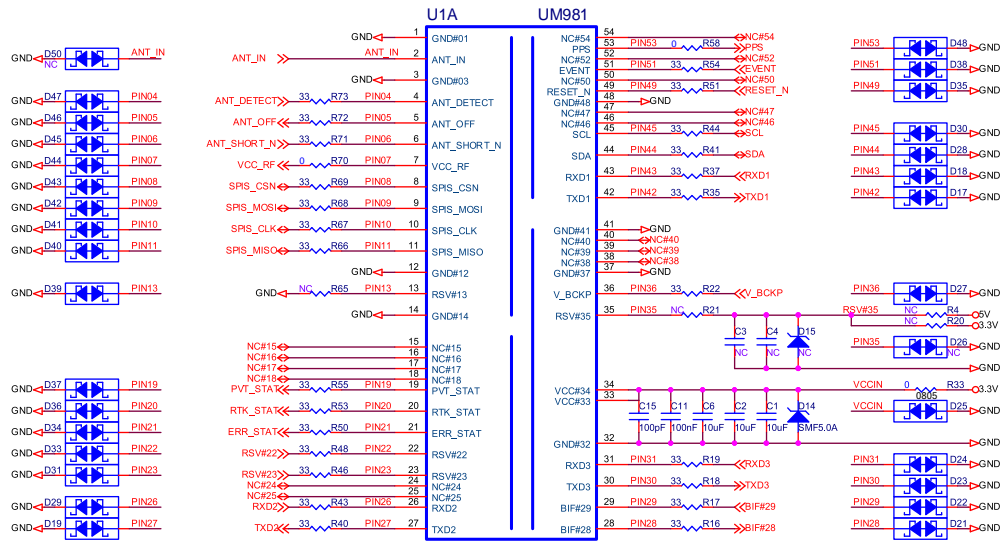 U1A UM981
GND 1 GND#01 NC#54 54 NC#54
GND D50 NC ANT_IN ANT_IN ANT_IN 2 ANT_IN PPS 53 PIN53 0 R58 PPS PIN53 D48 GND
NC#52 52 NC#52
GND 3 GND#03 EVENT 51 PIN51 33 R54 EVENT PIN51 D38 GND
NC#50 50 NC#50
GND D47 PIN04 ANT_DETECT 33 R73 PIN04 4 ANT_DETECT RESET_N 49 PIN49 33 R51 RESET_N PIN49 D35 GND
GND#48 48 GND
NC#47 47 NC#47
GND D46 PIN05 ANT_OFF 33 R72 PIN05 5 ANT_OFF NC#46 46 NC#46
SCL 45 PIN45 33 R44 SCL PIN45 D30 GND
GND D45 PIN06 ANT_SHORT_N 33 R71 PIN06 6 ANT_SHORT_N SDA 44 PIN44 33 R41 SDA PIN44 D28 GND
GND D44 PIN07 VCC_RF 0 R70 PIN07 7 VCC_RF RXD1 43 PIN43 33 R37 RXD1 PIN43 D18 GND
GND D43 PIN08 SPIS_CSN 33 R69 PIN08 8 SPIS_CSN TXD1 42 PIN42 33 R35 TXD1 PIN42 D17 GND
GND D42 PIN09 SPIS_MOSI 33 R68 PIN09 9 SPIS_MOSI
GND D41 PIN10 SPIS_CLK 33 R67 PIN10 10 SPIS_CLK GND#41 41 GND
NC#40 40 NC#40
GND D40 PIN11 SPIS_MISO 33 R66 PIN11 11 SPIS_MISO NC#39 39 NC#39
NC#38 38 NC#38
GND 12 GND#12 GND#37 37 GND
GND D39 PIN13 GND NC R65 PIN13 13 RSV#13 V_BCKP 36 PIN36 33 R22 V_BCKP PIN36 D27 GND
GND 14 GND#14 RSV#35 35 PIN35 NC R21 RSV#35 NC R4 5V
NC R20 3.3V
C3 NC C4 NC D15 NC
NC#15 15 NC#15 PIN35 D26 NC GND
NC#16 16 NC#16
NC#17 17 NC#17 GND
NC#18 18 NC#18
GND D37 PIN19 PVT_STAT 33 R55 PIN19 19 PVT_STAT VCC#34 34 VCCIN 0 R33 0805 3.3V
VCC#33 33
GND D36 PIN20 RTK_STAT 33 R53 PIN20 20 RTK_STAT C15 C11 C6 C2 C1 D14 VCCIN D25 GND
100pF 100nF 10uF 10uF 10uF SMF5.0A
GND D34 PIN21 ERR_STAT 33 R50 PIN21 21 ERR_STAT GND#32 32 GND
GND D33 PIN22 RSV#22 33 R48 PIN22 22 RSV#22 RXD3 31 PIN31 33 R19 RXD3 PIN31 D24 GND
GND D31 PIN23 RSV#23 33 R46 PIN23 23 RSV#23
NC#24 24 NC#24 TXD3 30 PIN30 33 R18 TXD3 PIN30 D23 GND
NC#25 25 NC#25
GND D29 PIN26 RXD2 33 R43 PIN26 26 RXD2 BIF#29 29 PIN29 33 R17 BIF#29 PIN29 D22 GND
GND D19 PIN27 TXD2 33 R40 PIN27 27 TXD2 BIF#28 28 PIN28 33 R16 BIF#28 PIN28 D21 GND